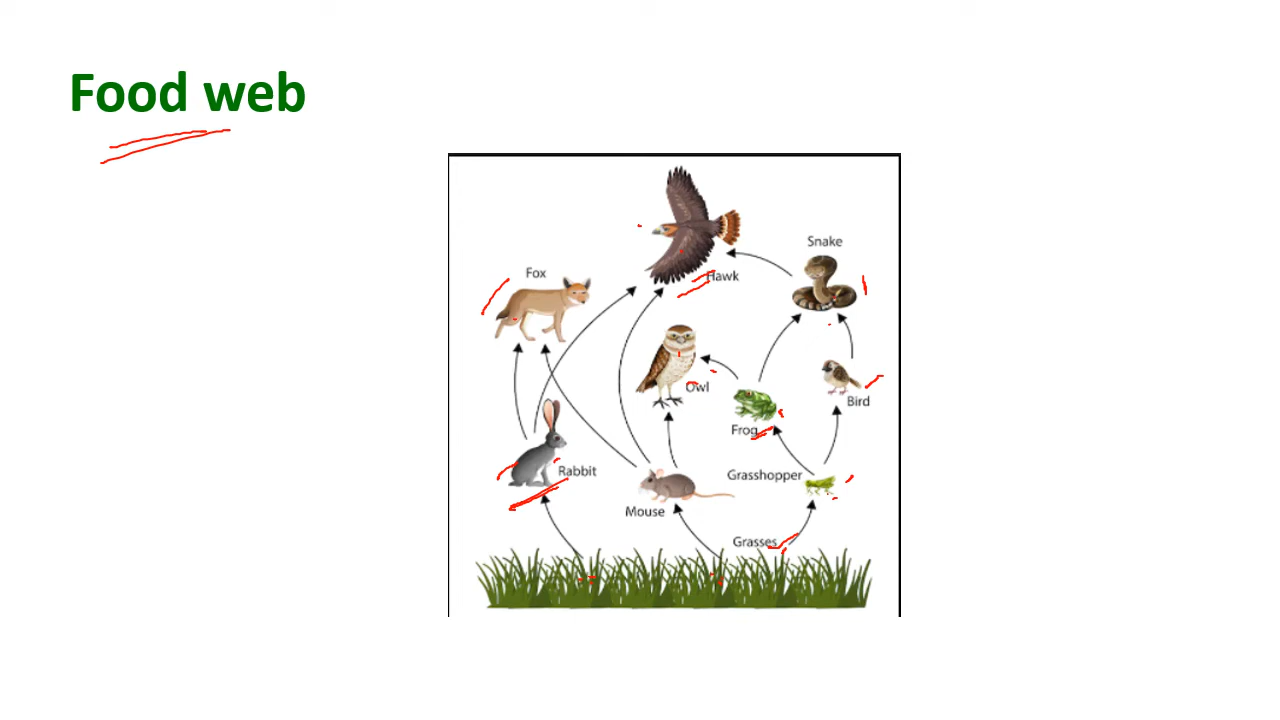 Food web
Snake
Fox
Hawk
Owl
Bird
Frog
Rabbit
Grasshopper
Mouse
Grasses